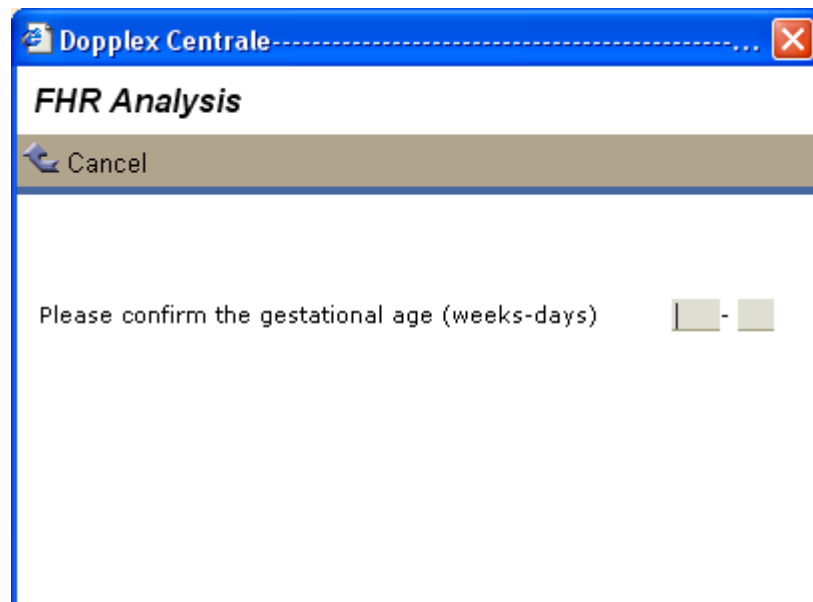 Dopplex Centrale----------------------------------------------...
FHR Analysis
Cancel
Please confirm the gestational age (weeks-days) -